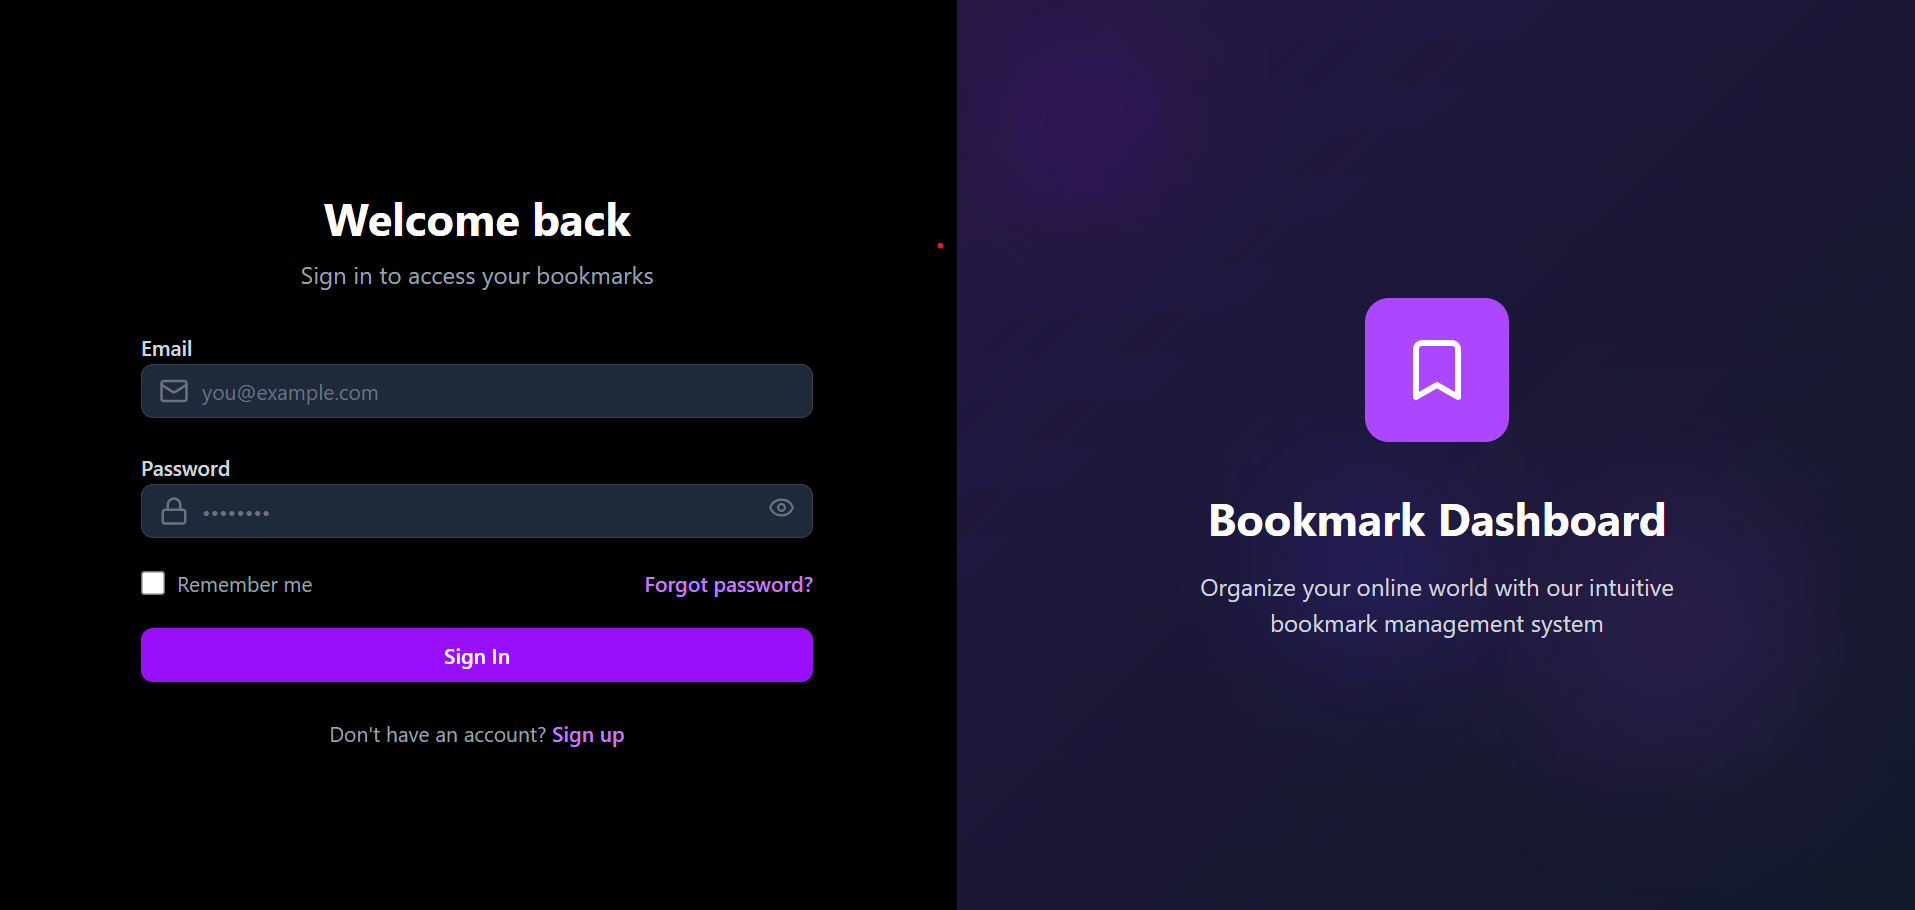 Welcome back
Sign in to access your bookmarks
Email
you@example.com
Password
••••••••
Remember me
Forgot password?
Sign In
Don't have an account? Sign up
Bookmark Dashboard
Organize your online world with our intuitive
bookmark management system